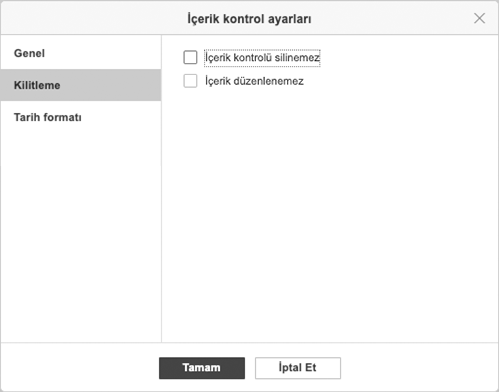 İçerik kontrol ayarları
Genel
Kilitleme
Tarih formatı
İçerik kontrolü silinemez
İçerik düzenlenemez
Tamam
İptal Et